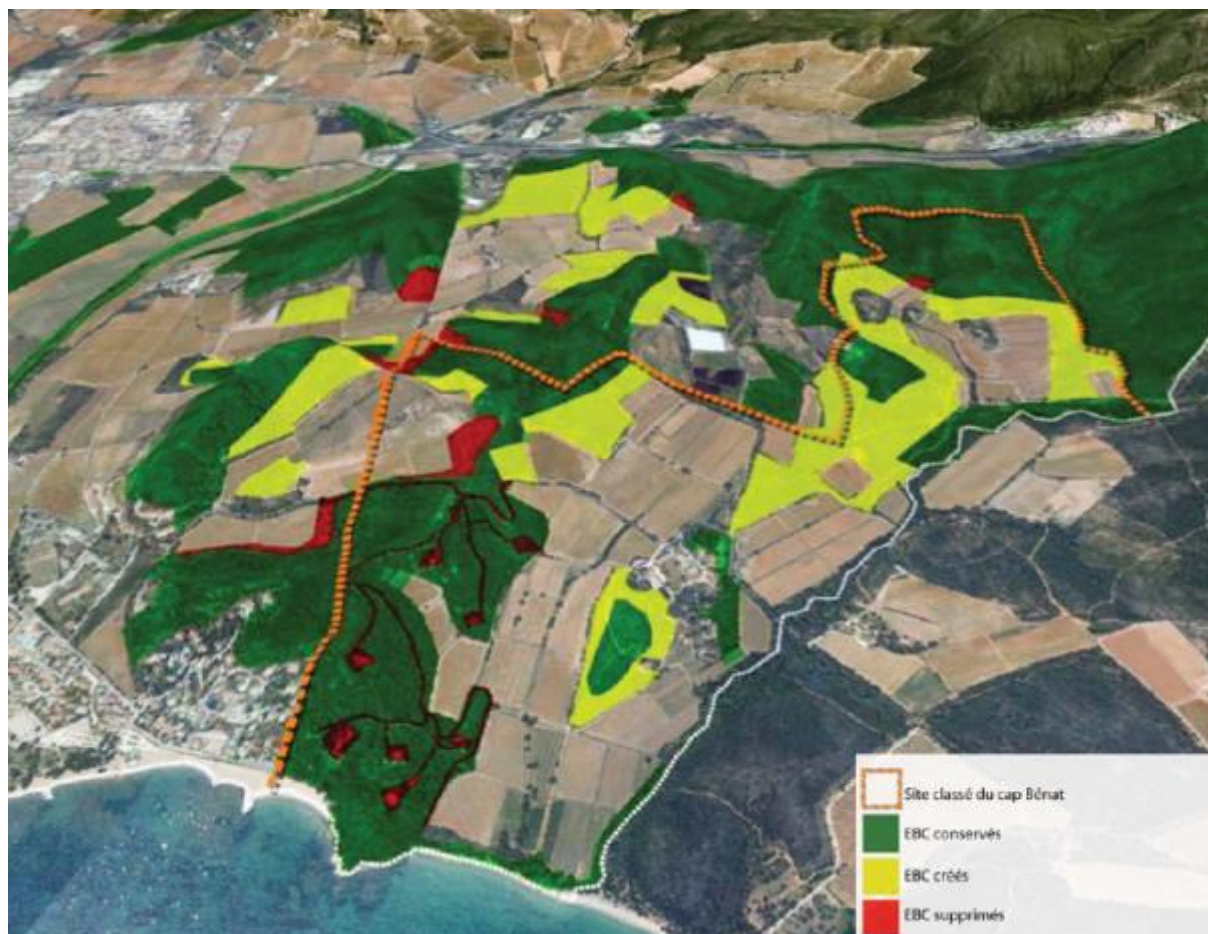 Site classé du cap Bénat
EBC conservés
EBC créés
EBC supprimés